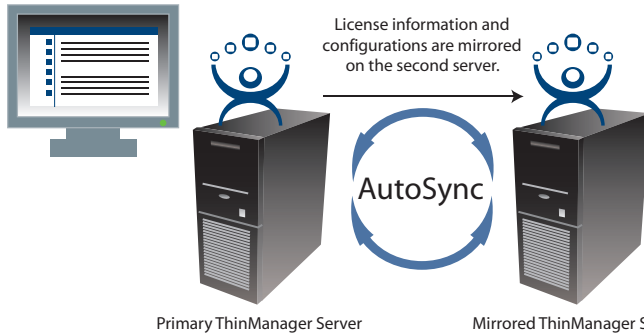 License information and
configurations are mirrored
on the second server.
AutoSync
Primary ThinManager Server
Mirrored ThinManager S